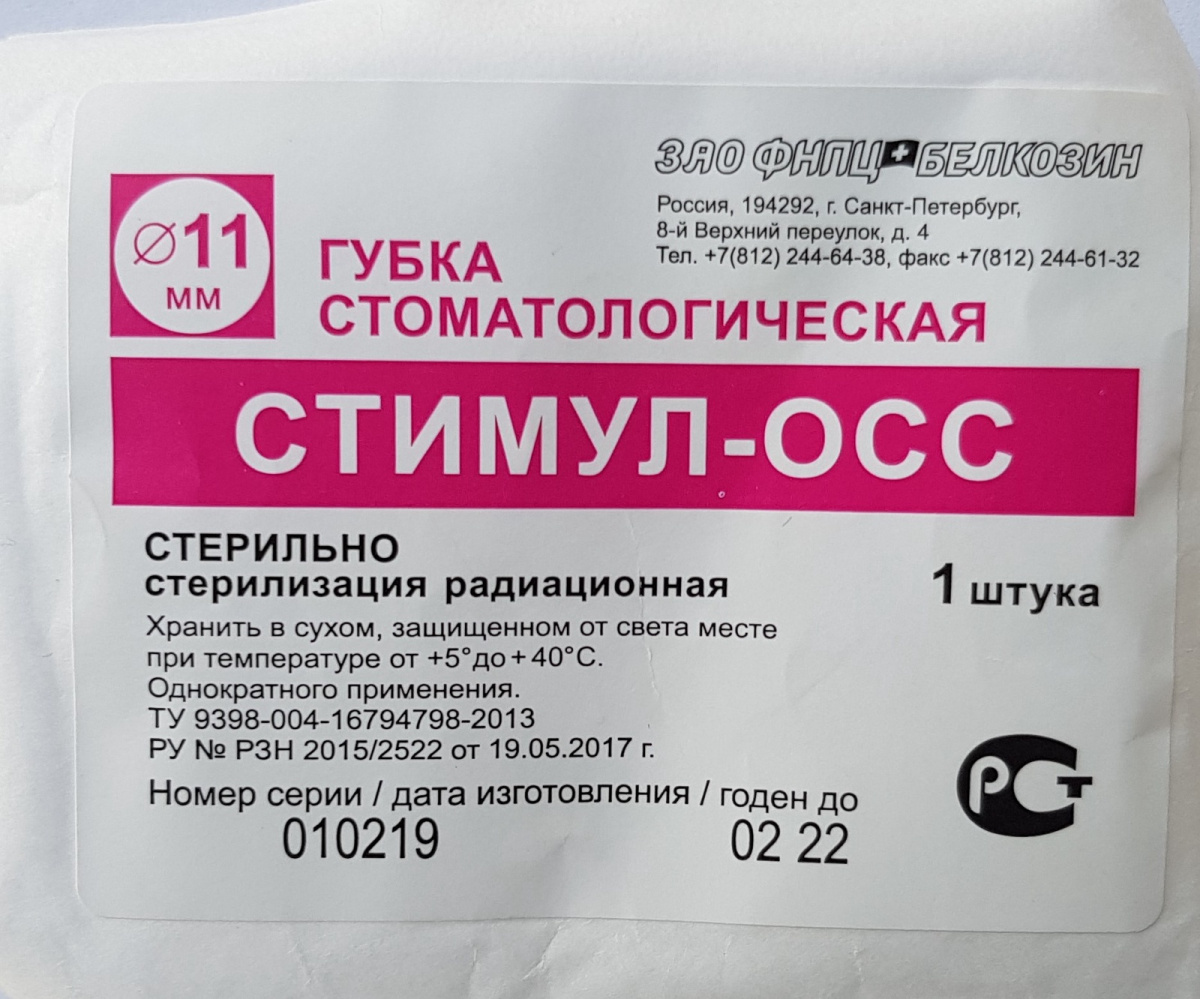 ЗАО ФНПЦ БЕЛКОЗИН
Россия, 194292, г. Санкт-Петербург,
8-й Верхний переулок, д. 4
Тел. +7(812) 244-64-38, факс +7(812) 244-61-32
⌀11
мм
ГУБКА
СТОМАТОЛОГИЧЕСКАЯ
СТИМУЛ-ОСС
СТЕРИЛЬНО
стерилизация радиационная
1 штука
Хранить в сухом, защищенном от света месте
при температуре от +5° до + 40°С.
Однократного применения.
ТУ 9398-004-16794798-2013
РУ № РЗН 2015/2522 от 19.05.2017 г.
Номер серии / дата изготовления / годен до
010219 02 22
РСТ